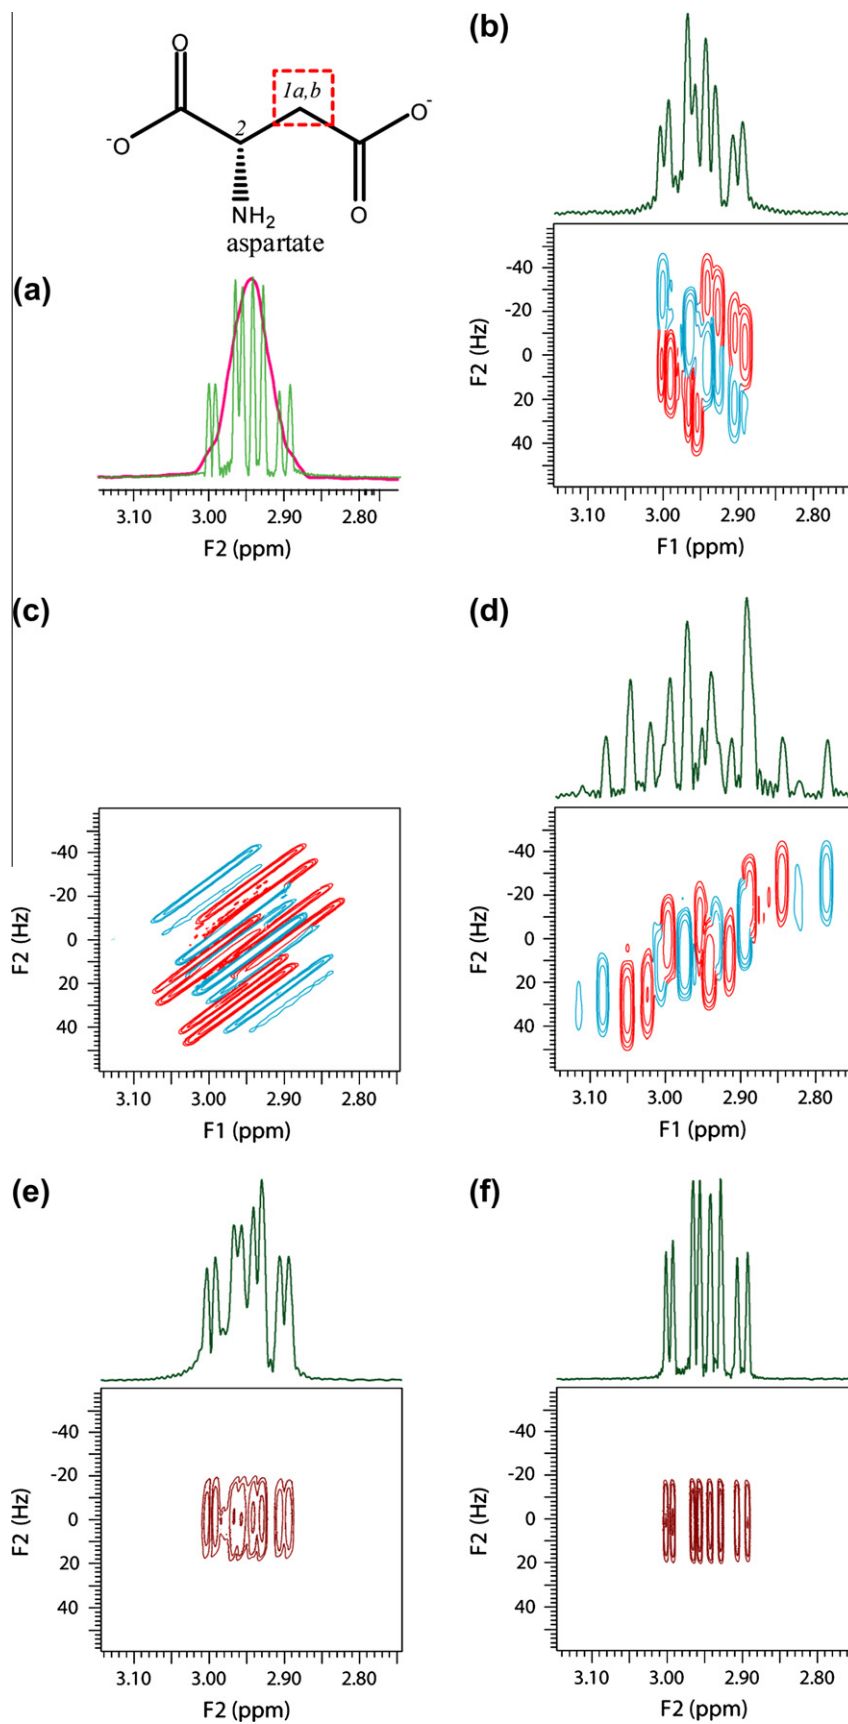 (b)
O
1a,b
2
O-
-O
NH2
O
aspartate
-40
-20
0
20
40
F2 (Hz)
3.10 3.00 2.90 2.80
F1 (ppm)
(a)
3.10 3.00 2.90 2.80
F2 (ppm)
(c)
-40
-20
0
20
40
F2 (Hz)
3.10 3.00 2.90 2.80
F1 (ppm)
(d)
-40
-20
0
20
40
F2 (Hz)
3.10 3.00 2.90 2.80
F1 (ppm)
(e)
-40
-20
0
20
40
F2 (Hz)
3.10 3.00 2.90 2.80
F2 (ppm)
(f)
-40
-20
0
20
40
F2 (Hz)
3.10 3.00 2.90 2.80
F2 (ppm)